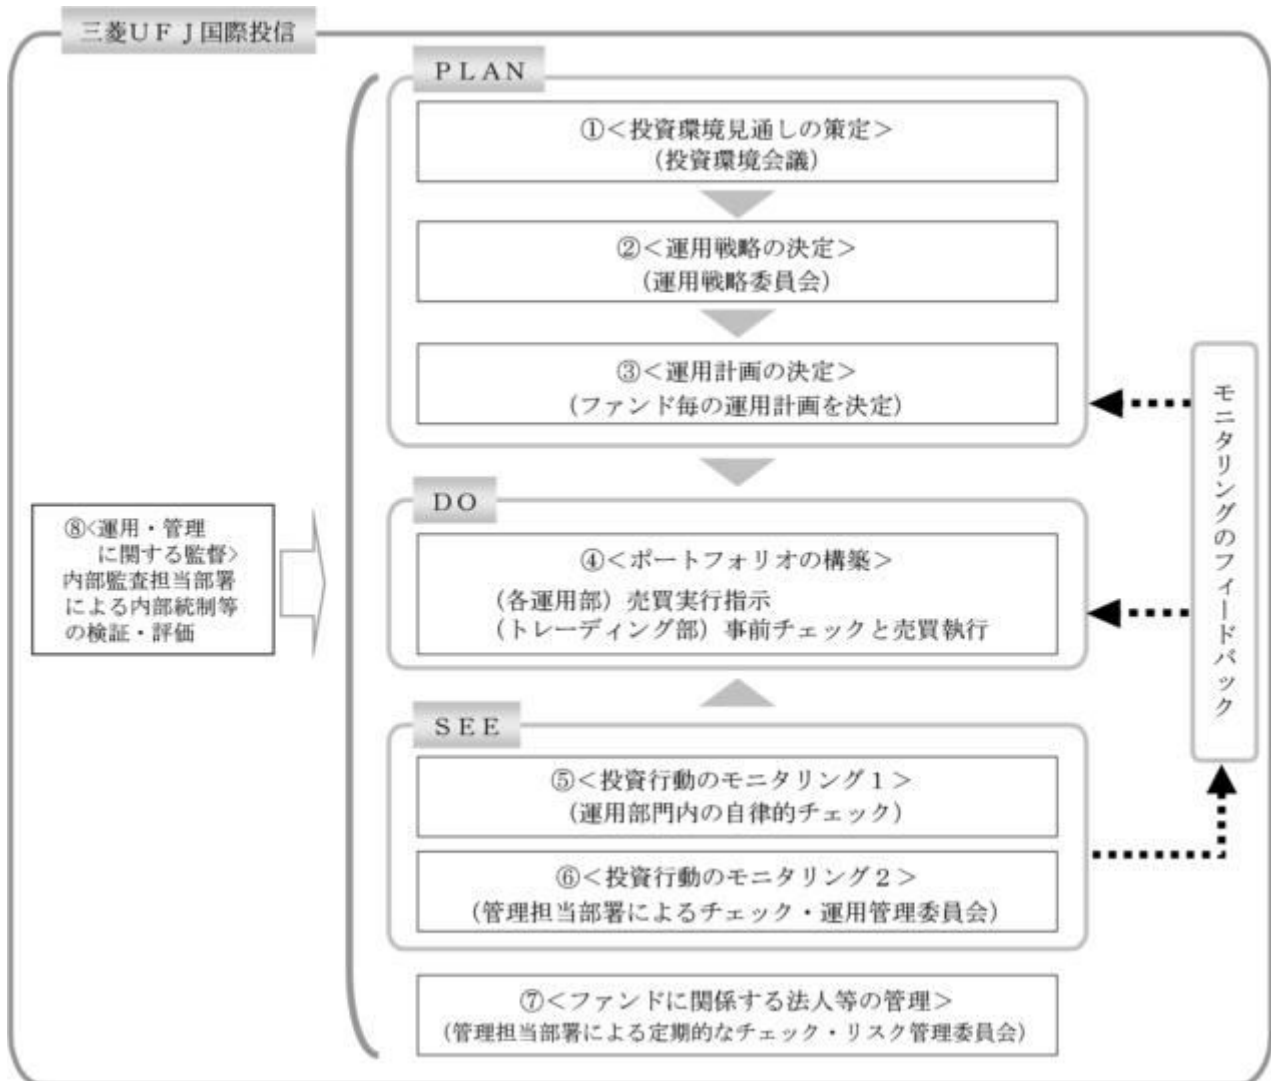 三菱ＵＦＪ国際投信
ＰＬＡＮ
①＜投資環境見通しの策定＞
（投資環境会議）
②＜運用戦略の決定＞
（運用戦略委員会）
③＜運用計画の決定＞
（ファンド毎の運用計画を決定）
ＤＯ
④＜ポートフォリオの構築＞
（各運用部）売買実行指示
（トレーディング部）事前チェックと売買執行
ＳＥＥ
⑤＜投資行動のモニタリング１＞
（運用部門内の自律的チェック）
⑥＜投資行動のモニタリング２＞
（管理担当部署によるチェック・運用管理委員会）
⑦＜ファンドに関係する法人等の管理＞
（管理担当部署による定期的なチェック・リスク管理委員会）
⑧<運用・管理
に関する監督>
内部監査担当部署
による内部統制等
の検証・評価
モニタリングのフィードバック